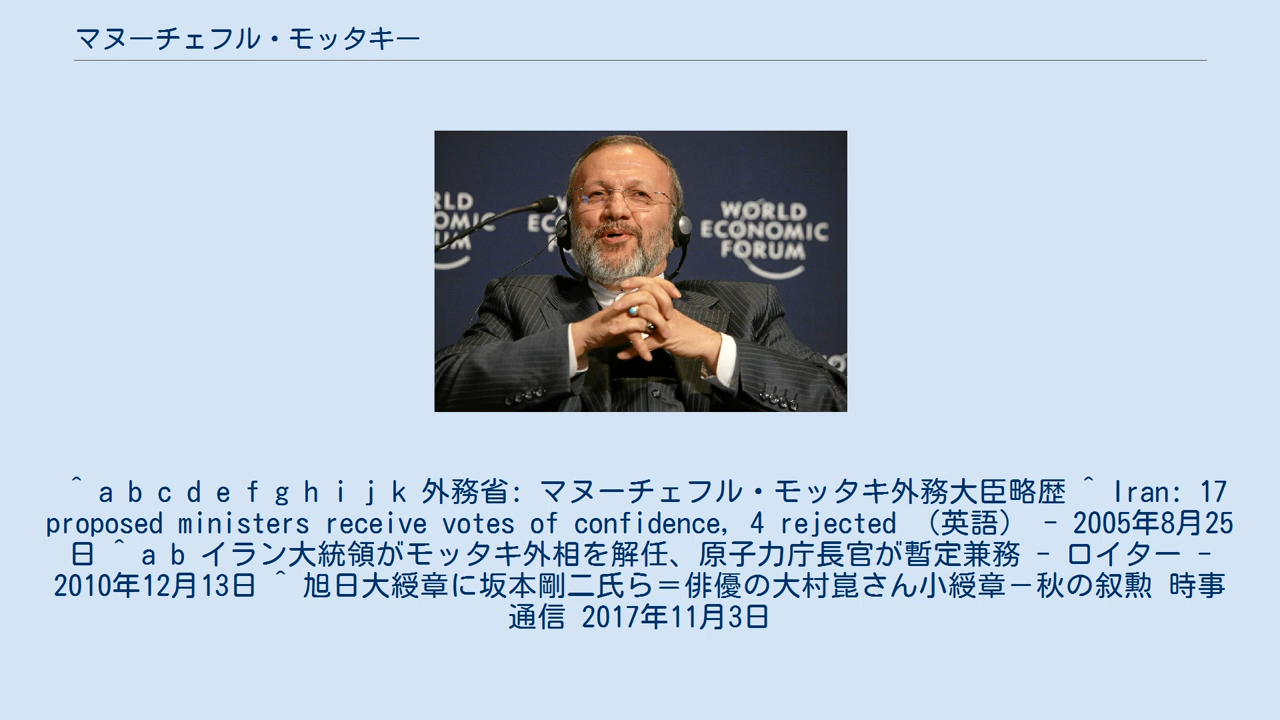 マヌーチェフル・モッタキー
RLD
OMIC
UM
W
EC
F
WORLD
ECONOMIC
FORUM
^ a b c d e f g h i j k 外務省: マヌーチェフル・モッタキ外務大臣略歴 ^ Iran: 17
proposed ministers receive votes of confidence, 4 rejected （英語） - 2005年8月25
日 ^ a b イラン大統領がモッタキ外相を解任、原子力庁長官が暫定兼務 - ロイター -
2010年12月13日 ^ 旭日大綬章に坂本剛二氏ら＝俳優の大村崑さん小綬章－秋の叙勲 時事
通信 2017年11月3日